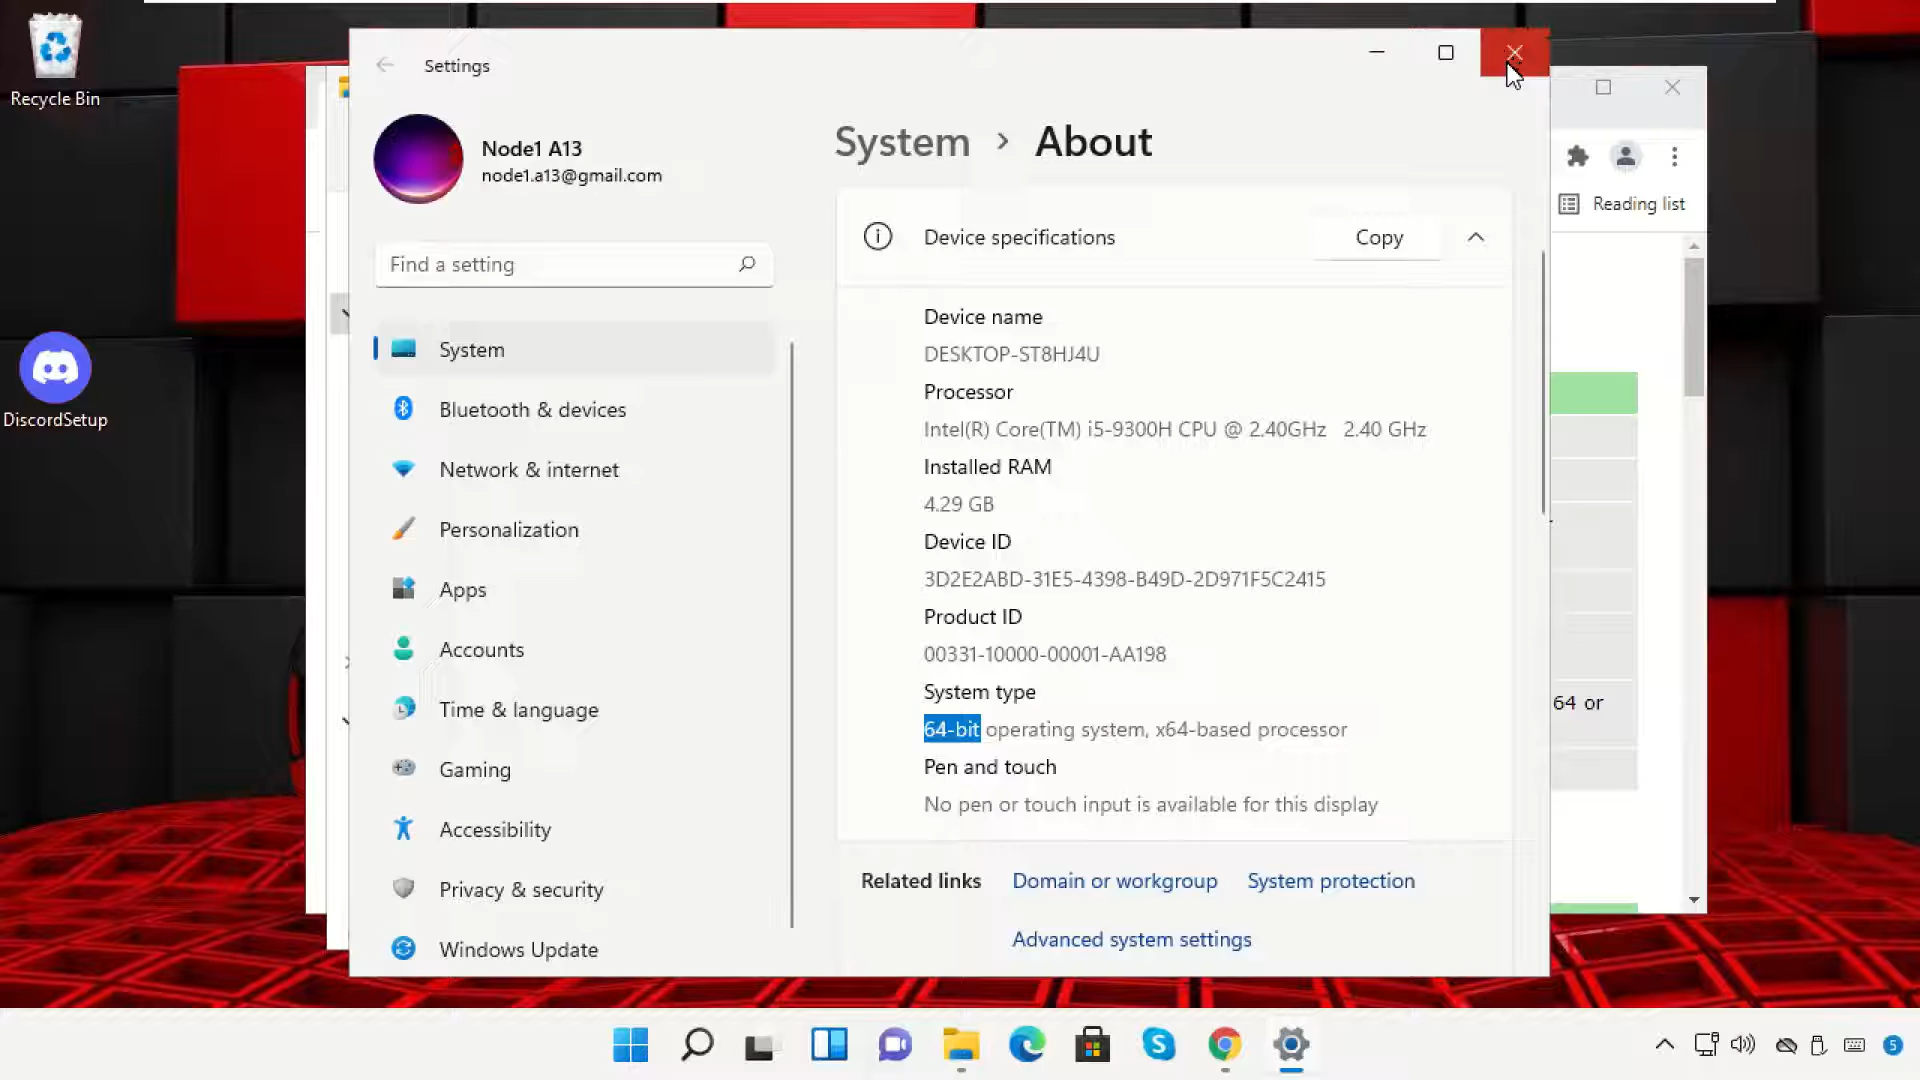 Recycle Bin
DiscordSetup
Settings
Node1 A13
node1.a13@gmail.com
Find a setting
System
Bluetooth & devices
Network & internet
Personalization
Apps
Accounts
Time & language
Gaming
Accessibility
Privacy & security
Windows Update
System > About
Device specifications
Copy
Device name
DESKTOP-ST8HJ4U
Processor
Intel(R) Core(TM) i5-9300H CPU @ 2.40GHz 2.40 GHz
Installed RAM
4.29 GB
Device ID
3D2E2ABD-31E5-4398-B49D-2D971F5C2415
Product ID
00331-10000-00001-AA198
System type
64-bit operating system, x64-based processor
Pen and touch
No pen or touch input is available for this display
Related links Domain or workgroup System protection
Advanced system settings
Reading list
64 or
5